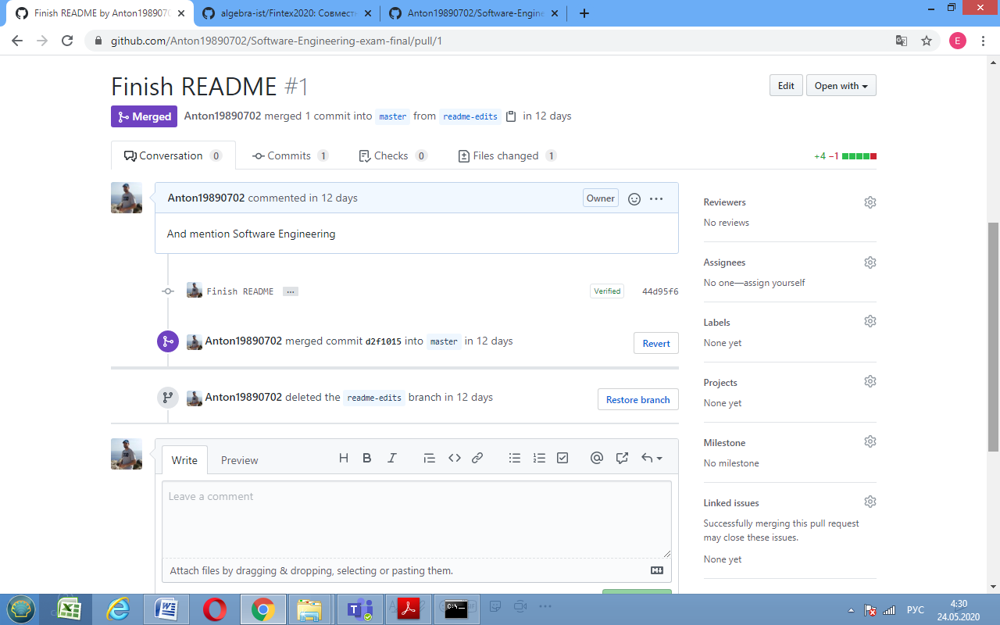 Finish README by Anton198907
algebra-ist/Fintex2020: Совместн
Anton19890702/Software-Engine
github.com/Anton19890702/Software-Engineering-exam-final/pull/1
E
Finish README #1
Edit
Open with
Merged
Anton19890702 merged 1 commit into master from readme-edits in 12 days
Conversation 0
Commits 1
Checks 0
Files changed 1
+4 −1
Anton19890702 commented in 12 days
Owner
And mention Software Engineering
Finish README ...
Verified
44d95f6
Anton19890702 merged commit d2f1015 into master in 12 days
Revert
Anton19890702 deleted the readme-edits branch in 12 days
Restore branch
Write
Preview
Leave a comment
Attach files by dragging & dropping, selecting or pasting them.
Reviewers
No reviews
Assignees
No one—assign yourself
Labels
None yet
Projects
None yet
Milestone
No milestone
Linked issues
Successfully merging this pull request
may close these issues.
None yet
РУС
4:30
24.05.2020